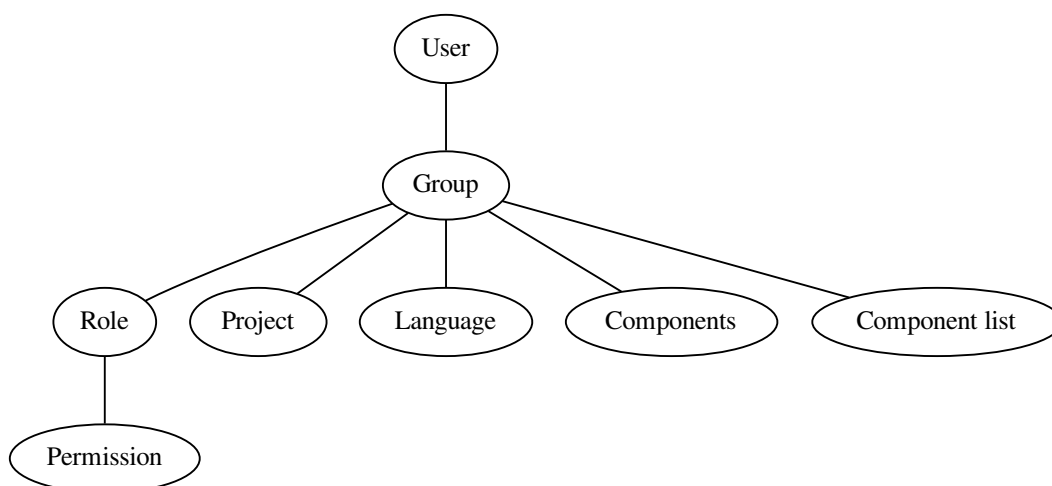 User
Group
Role
Project
Language
Components
Component list
Permission